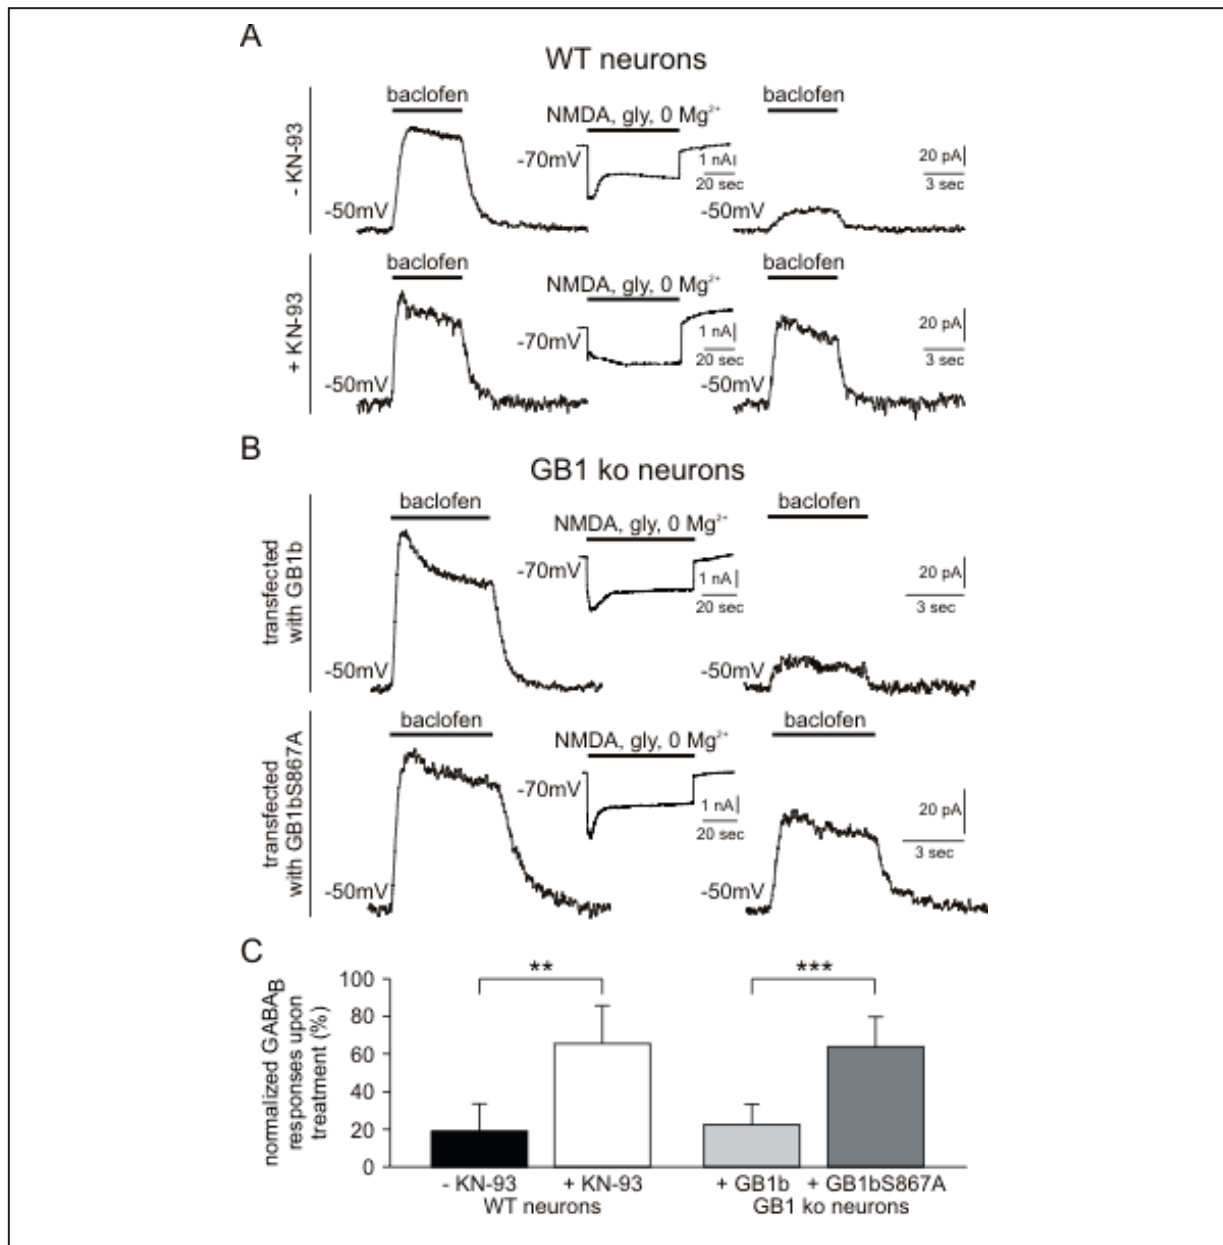 A
WT neurons
- KN-93
baclofen
NMDA, gly, 0 Mg²⁺
baclofen
-70mV
1 nA
20 sec
20 pA
3 sec
-50mV
-50mV
+ KN-93
baclofen
NMDA, gly, 0 Mg²⁺
baclofen
-70mV
1 nA
20 sec
20 pA
3 sec
-50mV
-50mV
B
GB1 ko neurons
transfected
with GB1b
baclofen
NMDA, gly, 0 Mg²⁺
baclofen
-70mV
1 nA
20 sec
20 pA
3 sec
-50mV
-50mV
transfected
with GB1bS867A
baclofen
NMDA, gly, 0 Mg²⁺
baclofen
-70mV
1 nA
20 sec
20 pA
3 sec
-50mV
-50mV
C
normalized GABA_B
responses upon
treatment (%)
100
80
60
40
20
0
**
***
- KN-93
+ KN-93
+ GB1b
+ GB1bS867A
WT neurons
GB1 ko neurons